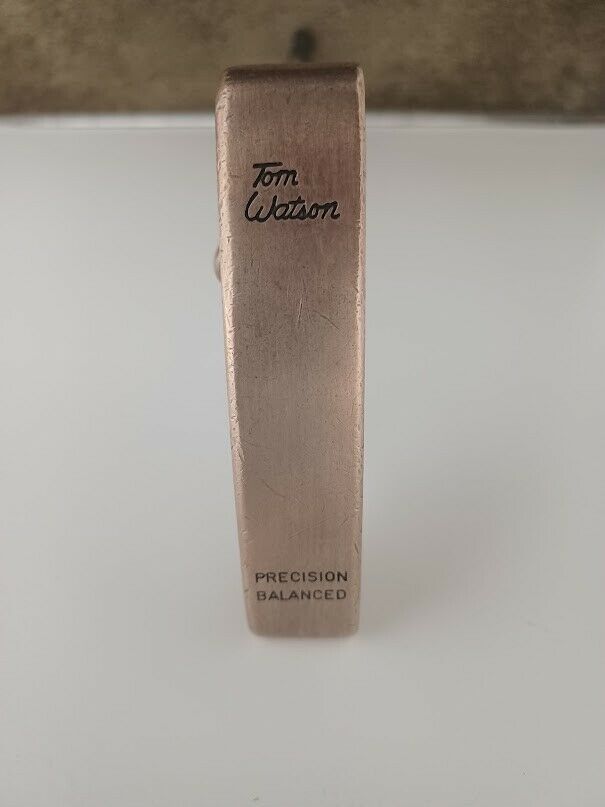 Tom
Watson
PRECISION
BALANCED